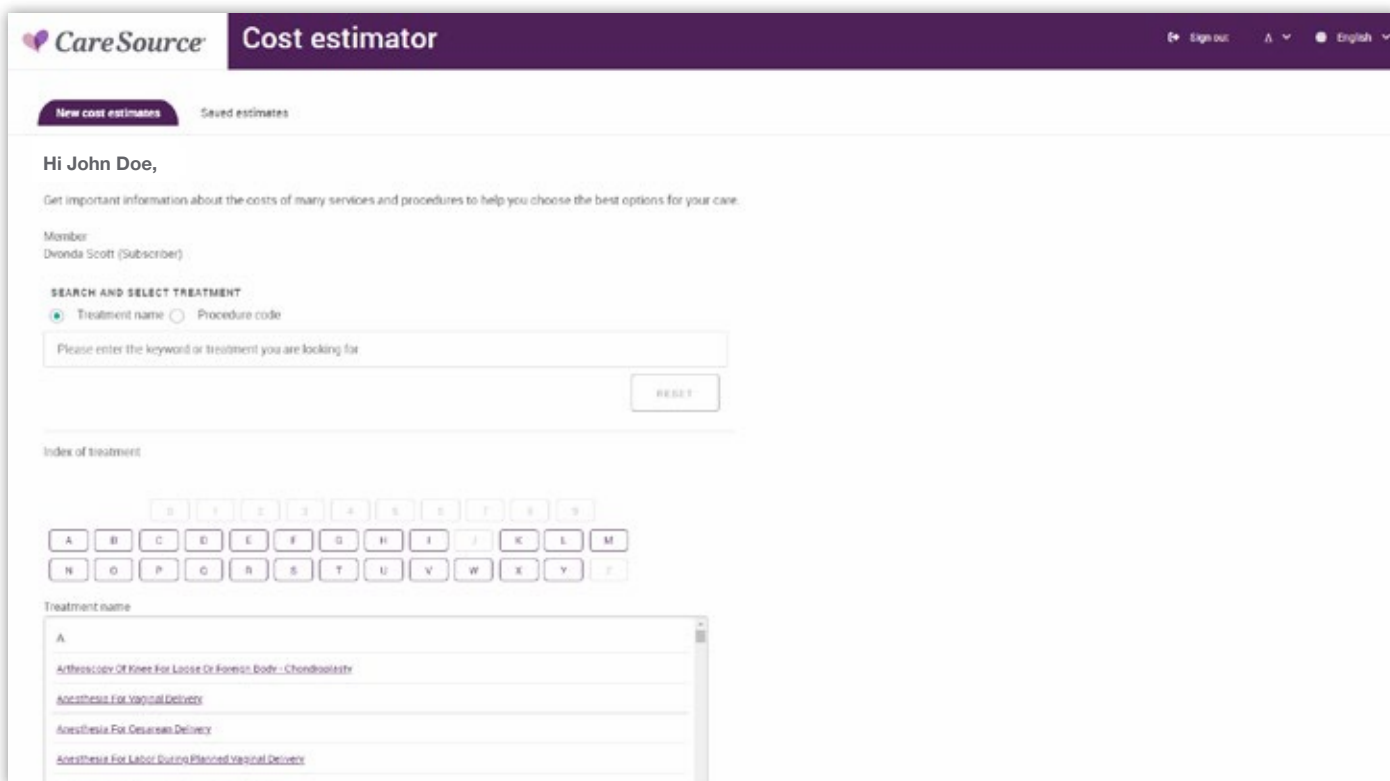 CareSource
Cost estimator
Sign out A English
New cost estimates Saved estimates
Hi John Doe,
Get important information about the costs of many services and procedures to help you choose the best options for your care.
Member
Dvonda Scott (Subscriber)
SEARCH AND SELECT TREATMENT
Treatment name Procedure code
Please enter the keyword or treatment you are looking for
RESET
Index of treatment
0 1 2 3 4 5 6 7 8 9
A B C D E F G H I J K L M
N O P Q R S T U V W X Y Z
Treatment name
A
Arthroscopy Of Knee For Loose Or Foreign Body - Chondroplasty
Anesthesia For Vaginal Delivery
Anesthesia For Cesarean Delivery
Anesthesia For Labor During Planned Vaginal Delivery